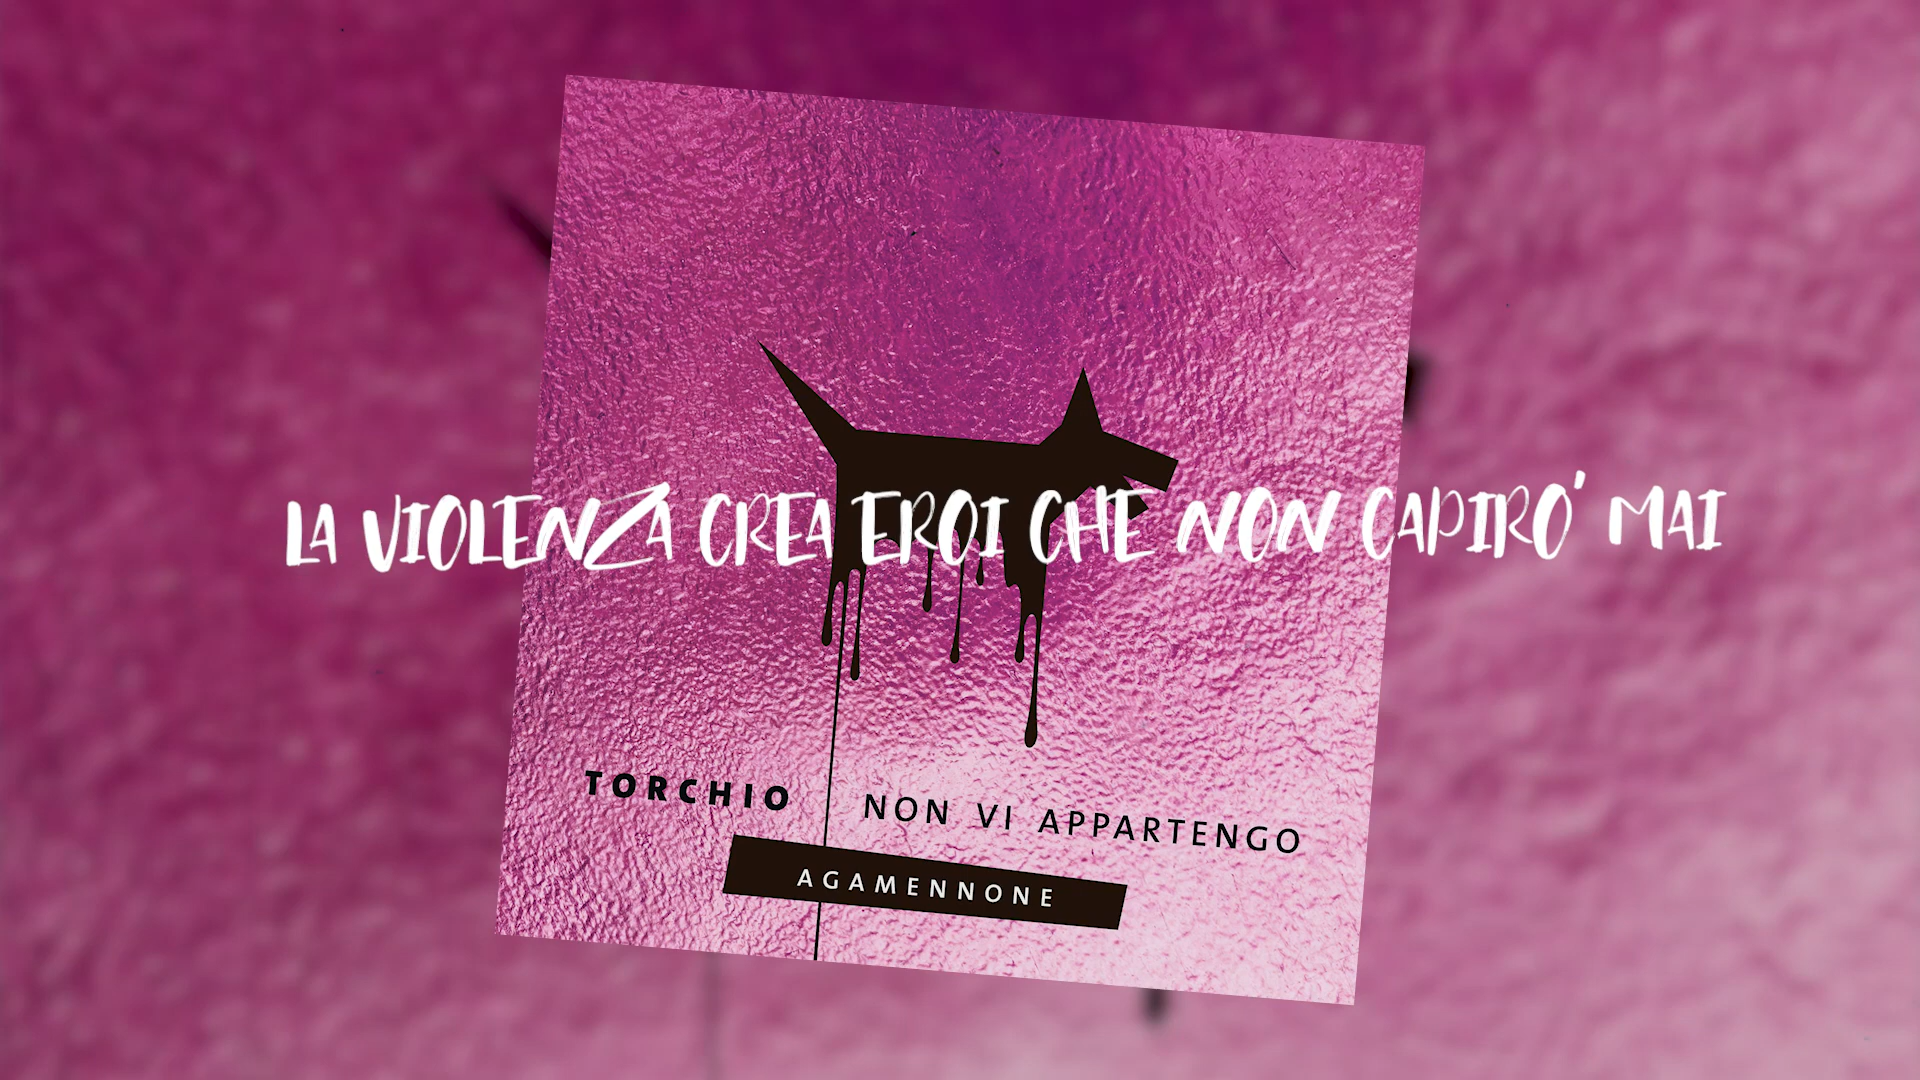 LA VIOLENZA CREA EROI CHE NON CAPIRO' MAI
TORCHIO NON VI APPARTENGO
AGAMENNONE